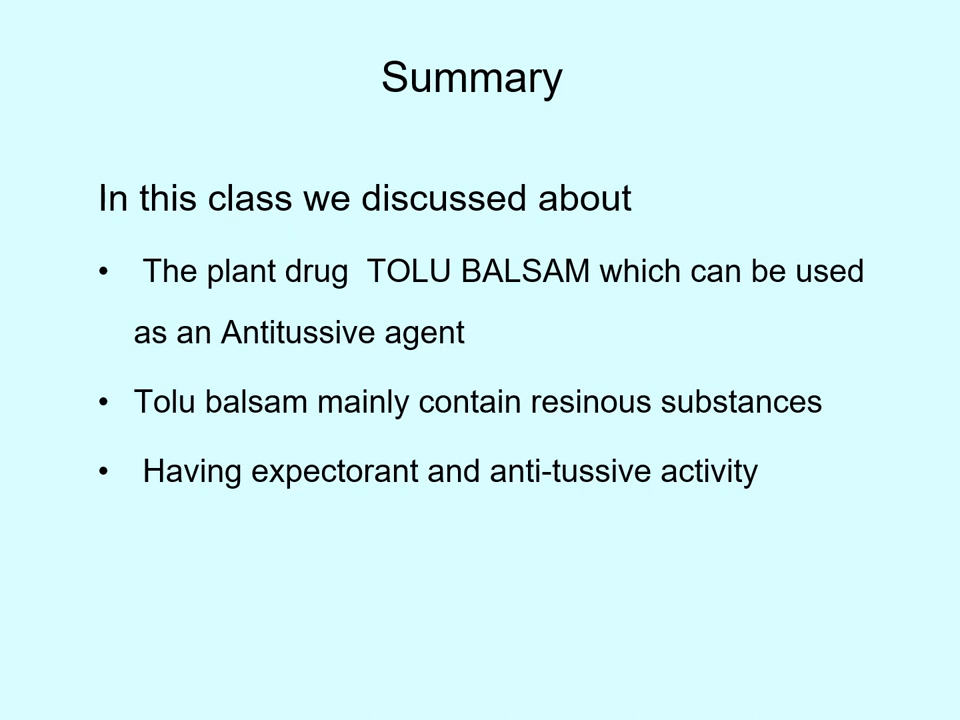 Summary
In this class we discussed about
• The plant drug  TOLU BALSAM which can be used
as an Antitussive agent
• Tolu balsam mainly contain resinous substances
• Having expectorant and anti-tussive activity